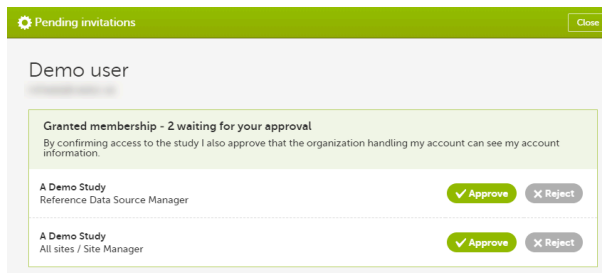 Pending invitations
Close
Demo user
Granted membership - 2 waiting for your approval
By confirming access to the study I also approve that the organization handling my account can see my account
information.
A Demo Study
Reference Data Source Manager
Approve
Reject
A Demo Study
All sites / Site Manager
Approve
Reject